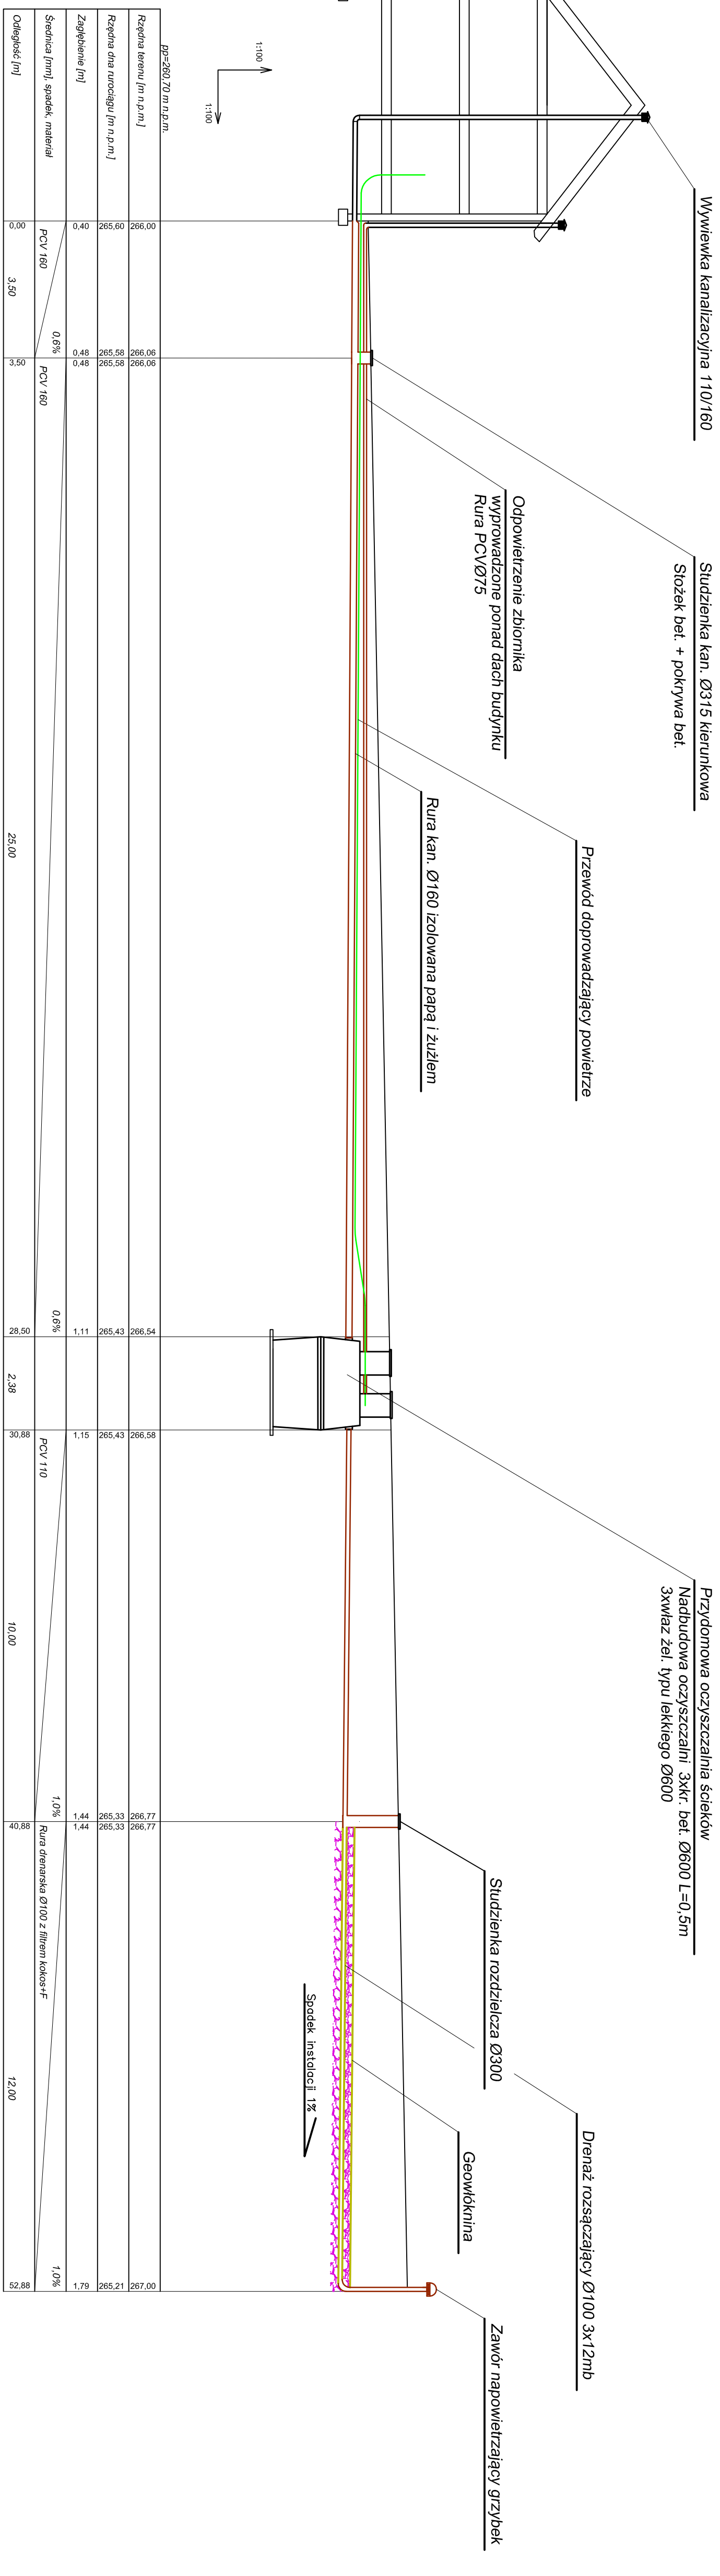 Wywiewka kanalizacyjna 110/160
Studzienka kan. Ø315 kierunkowa
Stożek bet. + pokrywa bet.
Odpowietrzenie zbiornika
wyprowadzone ponad dach budynku
Rura PCVØ75
Przewód doprowadzający powietrze
Rura kan. Ø160 izolowana papą i żużlem
Przydomowa oczyszczalnia ścieków
Nadbudowa oczyszczalni 3xkr. bet. Ø600 L=0,5m
3xwłaz żel. typu lekkiego Ø600
Studzienka rozdzielcza Ø300
Drenaż rozsączający Ø100 3x12mb
Geowłóknina
Zawór napowietrzający grzybek
Spadek instalacji 1%
1:100
1:100
pp=260,70 m n.p.m.
Rzędna terenu [m n.p.m.] 266,00 266,06 266,06 266,54 266,58 266,77 266,77 267,00
Rzędna dna rurociągu [m n.p.m.] 265,60 265,58 265,58 265,43 265,43 265,33 265,33 265,21
Zagłębienie [m] 0,40 0,48 0,48 1,11 1,15 1,44 1,44 1,79
Średnica [mm], spadek, materiał PCV 160 0,6% PCV 160 0,6% PCV 110 1,0% Rura drenarska Ø100 z filtrem kokos+F 1,0%
Odległość [m] 0,00 3,50 3,50 25,00 28,50 2,38 30,88 10,00 40,88 12,00 52,88